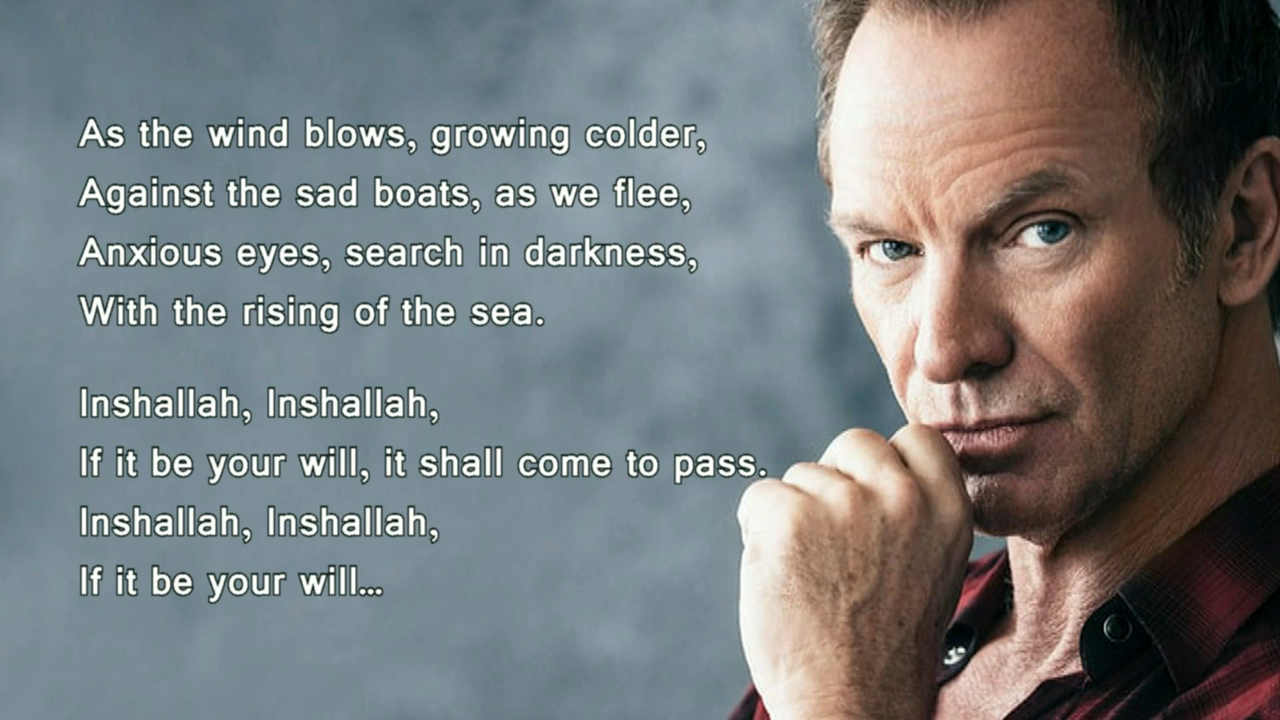 As the wind blows, growing colder,
Against the sad boats, as we flee,
Anxious eyes, search in darkness,
With the rising of the sea.
Inshallah, Inshallah,
If it be your will, it shall come to pass.
Inshallah, Inshallah,
If it be your will…